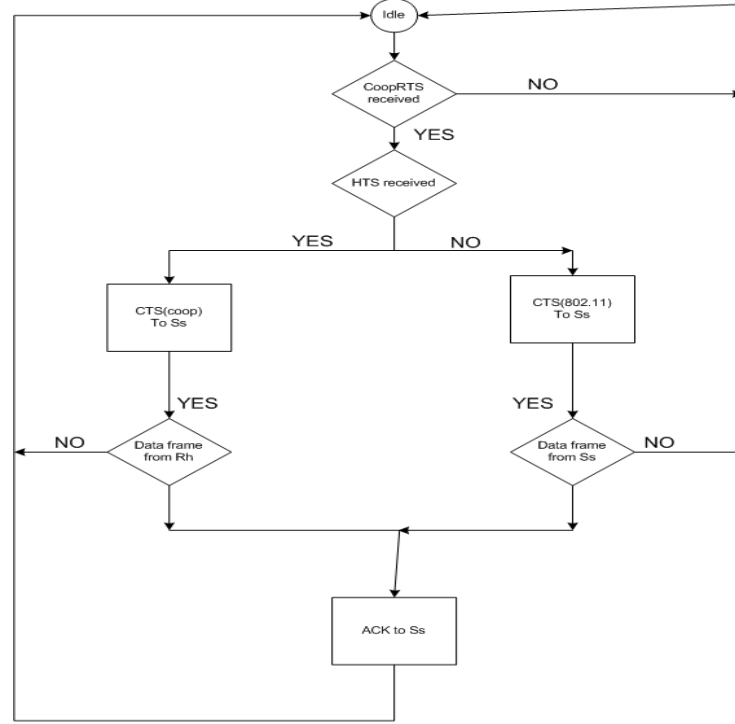 Idle
CoopRTS
received
NO
YES
HTS received
YES
NO
CTS(coop)
To Ss
CTS(802.11)
To Ss
YES
YES
NO
Data frame
from Rh
Data frame
from Ss
NO
ACK to Ss